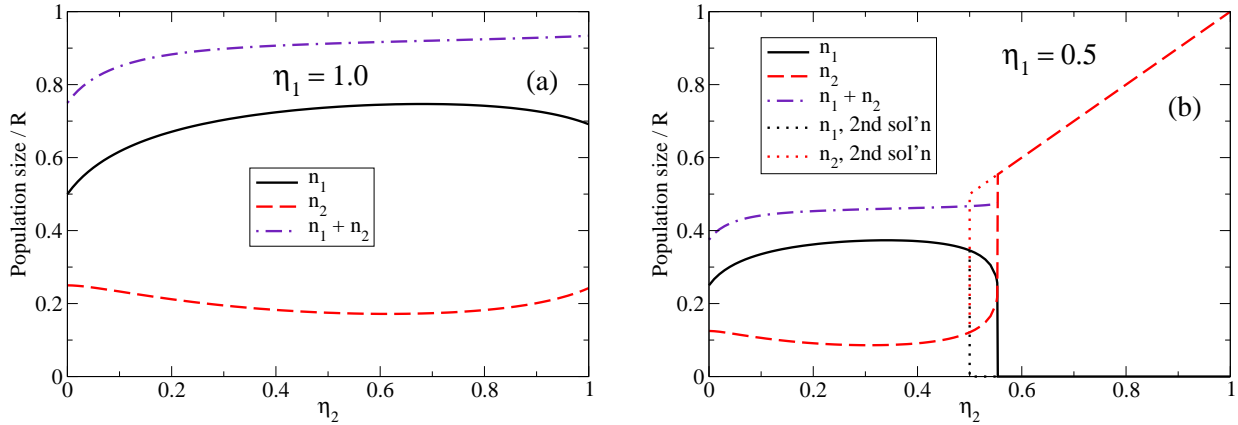 1
0.8
0.6
0.4
0.2
0
Population size / R
0 0.2 0.4 0.6 0.8 1
η₂
η₁ = 1.0
(a)
n₁
n₂
n₁ + n₂
1
0.8
0.6
0.4
0.2
0
Population size / R
0 0.2 0.4 0.6 0.8 1
η₂
n₁
n₂
n₁ + n₂
n₁, 2nd sol'n
n₂, 2nd sol'n
η₁ = 0.5
(b)